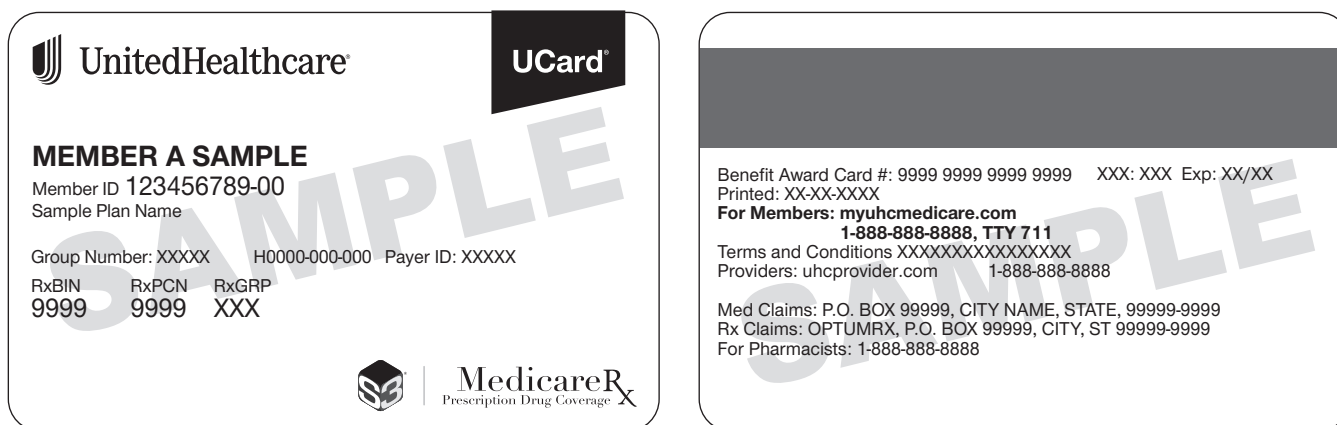 UnitedHealthcare®
UCard®
SAMPLE
MEMBER A SAMPLE
Member ID 123456789-00
Sample Plan Name
Group Number: XXXXX H0000-000-000 Payer ID: XXXXX
RxBIN RxPCN RxGRP
9999 9999 XXX
S3
MedicareRx
Prescription Drug Coverage
SAMPLE
Benefit Award Card #: 9999 9999 9999 9999 XXX: XXX Exp: XX/XX
Printed: XX-XX-XXXX
For Members: myuhcmedicare.com
1-888-888-8888, TTY 711
Terms and Conditions XXXXXXXXXXXXXXXX
Providers: uhcprovider.com 1-888-888-8888
Med Claims: P.O. BOX 99999, CITY NAME, STATE, 99999-9999
Rx Claims: OPTUMRX, P.O. BOX 99999, CITY, ST 99999-9999
For Pharmacists: 1-888-888-8888